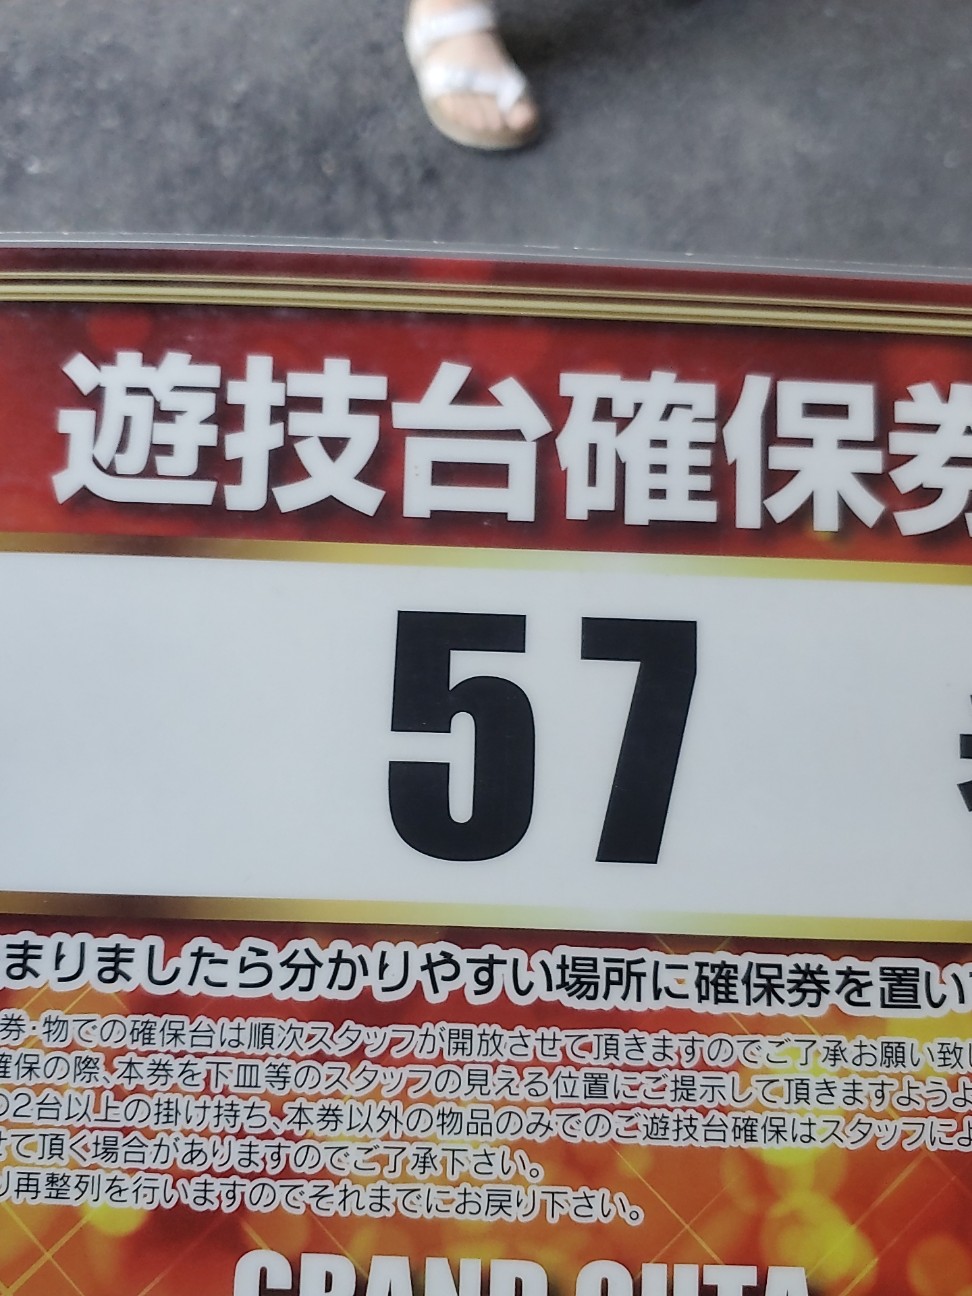 遊技台確保券
57
まりましたら分かりやすい場所に確保券を置い
券・物での確保台は順次スタッフが開放させて頂きますのでご了承お願い致し
確保の際、本券を下皿等のスタッフの見える位置にご提示して頂きますようよ
の2台以上の掛け持ち、本券以外の物品のみでのご遊技台確保はスタッフによ
せて頂く場合がありますのでご了承下さい。
り再整列を行いますのでそれまでにお戻り下さい。
GRAND OHTA